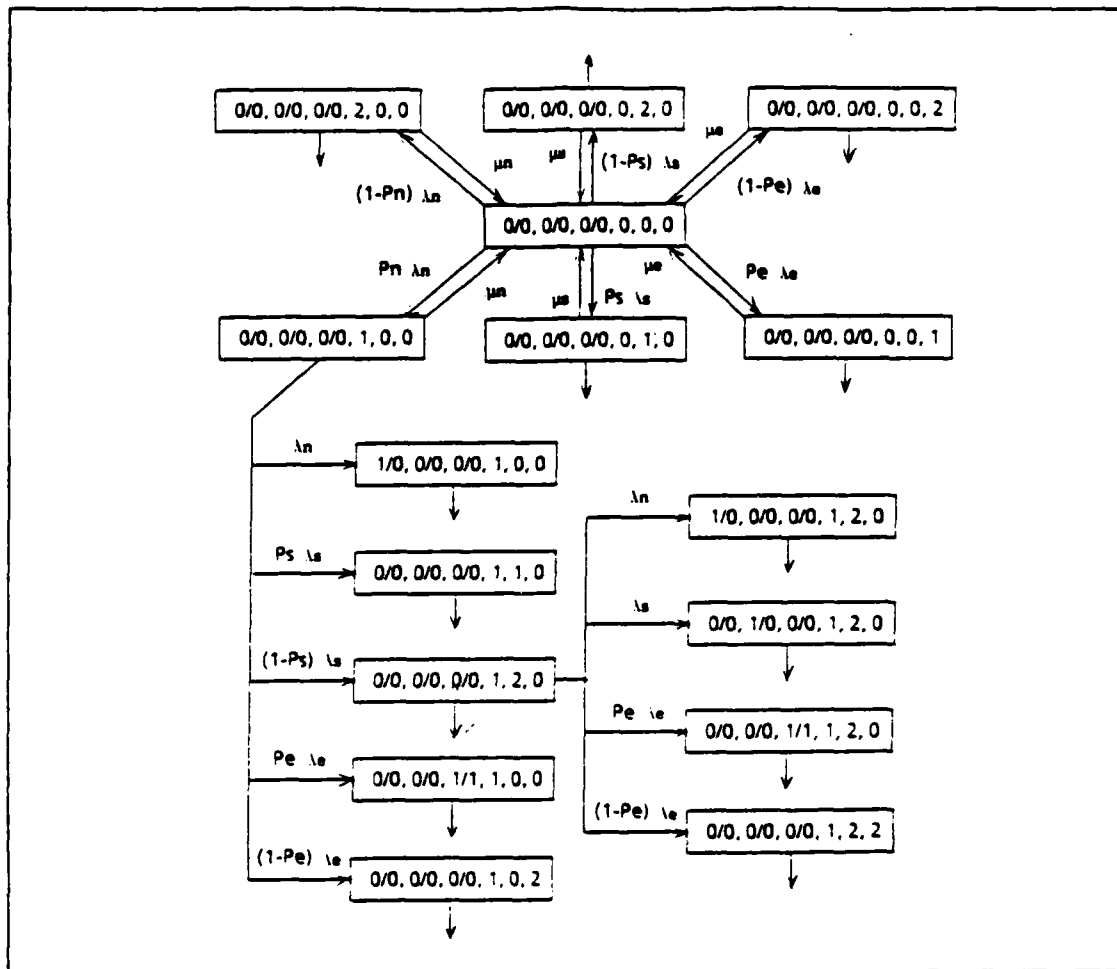 0/0, 0/0, 0/0, 2, 0, 0
0/0, 0/0, 0/0, 0, 2, 0
0/0, 0/0, 0/0, 0, 0, 2
μn
μs
(1-Ps) λs
μe
(1-Pn) λn
(1-Pe) λe
0/0, 0/0, 0/0, 0, 0, 0
Pn λn
μn
μs
Ps λs
μe
Pe λe
0/0, 0/0, 0/0, 1, 0, 0
0/0, 0/0, 0/0, 0, 1, 0
0/0, 0/0, 0/0, 0, 0, 1
λn
1/0, 0/0, 0/0, 1, 0, 0
Ps λs
0/0, 0/0, 0/0, 1, 1, 0
(1-Ps) λs
0/0, 0/0, 0/0, 1, 2, 0
Pe λe
0/0, 0/0, 1/1, 1, 0, 0
(1-Pe) λe
0/0, 0/0, 0/0, 1, 0, 2
λn
1/0, 0/0, 0/0, 1, 2, 0
λs
0/0, 1/0, 0/0, 1, 2, 0
Pe λe
0/0, 0/0, 1/1, 1, 2, 0
(1-Pe) λe
0/0, 0/0, 0/0, 1, 2, 2